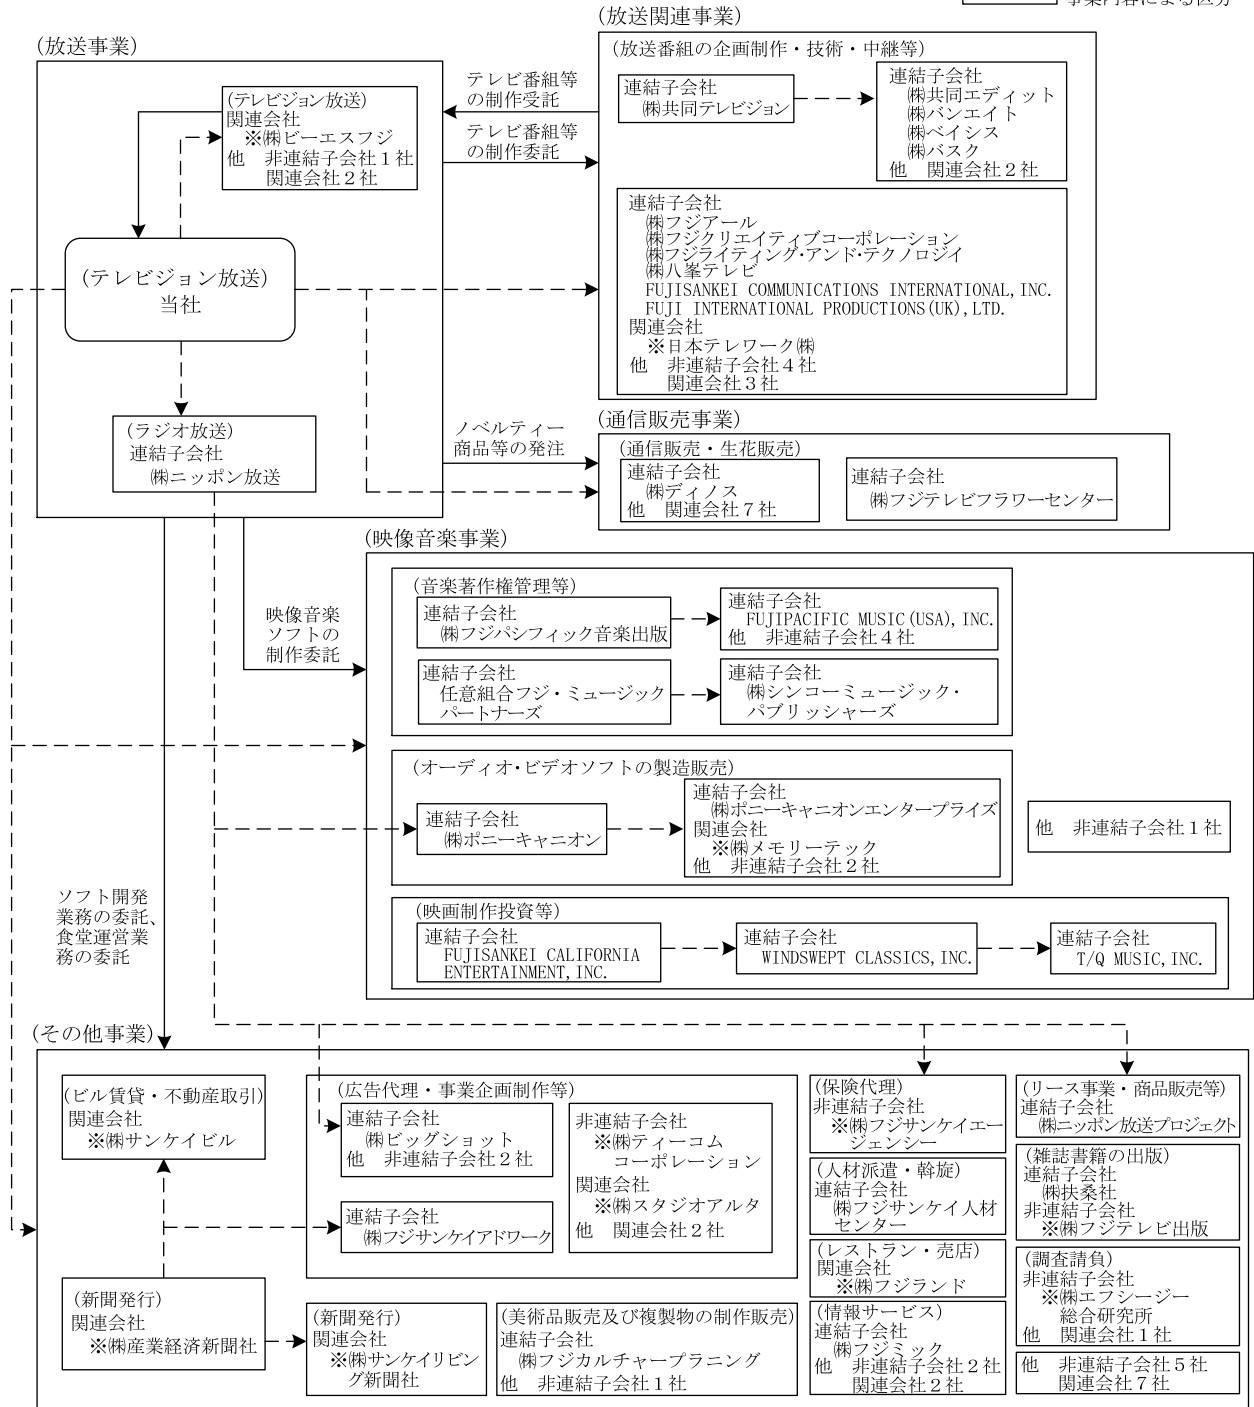 事業内容による区分
(放送関連事業)
(放送事業)
(放送番組の企画制作・技術・中継等)
連結子会社
㈱共同テレビジョン
連結子会社
㈱共同エディット
㈱バンエイト
㈱ベイシス
㈱バスク
他 関連会社２社
テレビ番組等
の制作受託
テレビ番組等
の制作委託
(テレビジョン放送)
関連会社
※㈱ビーエスフジ
他 非連結子会社１社
関連会社２社
連結子会社
㈱フジアール
㈱フジクリエイティブコーポレーション
㈱フジライティング・アンド・テクノロジイ
㈱八峯テレビ
FUJISANKEI COMMUNICATIONS INTERNATIONAL, INC.
FUJI INTERNATIONAL PRODUCTIONS(UK), LTD.
関連会社
※日本テレワーク㈱
他 非連結子会社４社
関連会社３社
(テレビジョン放送)
当社
(ラジオ放送)
連結子会社
㈱ニッポン放送
ノベルティー
商品等の発注
(通信販売事業)
(通信販売・生花販売)
連結子会社
㈱ディノス
他 関連会社７社
連結子会社
㈱フジテレビフラワーセンター
(映像音楽事業)
映像音楽
ソフトの
制作委託
(音楽著作権管理等)
連結子会社
㈱フジパシフィック音楽出版
連結子会社
FUJIPACIFIC MUSIC(USA), INC.
他 非連結子会社４社
連結子会社
任意組合フジ・ミュージック
パートナーズ
連結子会社
㈱シンコーミュージック・
パブリッシャーズ
(オーディオ・ビデオソフトの製造販売)
連結子会社
㈱ポニーキャニオン
連結子会社
㈱ポニーキャニオンエンタープライズ
関連会社
※㈱メモリーテック
他 非連結子会社２社
他 非連結子会社１社
(映画制作投資等)
連結子会社
FUJISANKEI CALIFORNIA
ENTERTAINMENT, INC.
連結子会社
WINDSWEPT CLASSICS, INC.
連結子会社
T/Q MUSIC, INC.
ソフト開発
業務の委託、
食堂運営業
務の委託
(その他事業)
(ビル賃貸・不動産取引)
関連会社
※㈱サンケイビル
(広告代理・事業企画制作等)
連結子会社
㈱ビッグショット
他 非連結子会社２社
連結子会社
㈱フジサンケイアドワーク
非連結子会社
※㈱ティーコム
コーポレーション
関連会社
※㈱スタジオアルタ
他 関連会社２社
(保険代理)
非連結子会社
※㈱フジサンケイエー
ジェンシー
(人材派遣・斡旋)
連結子会社
㈱フジサンケイ人材
センター
(レストラン・売店)
関連会社
※㈱フジランド
(情報サービス)
連結子会社
㈱フジミック
他 非連結子会社２社
関連会社２社
(リース事業・商品販売等)
連結子会社
㈱ニッポン放送プロジェクト
(雑誌書籍の出版)
連結子会社
㈱扶桑社
非連結子会社
※㈱フジテレビ出版
(調査請負)
非連結子会社
※㈱エフシージー
総合研究所
他 関連会社１社
他 非連結子会社５社
関連会社７社
(新聞発行)
関連会社
※㈱産業経済新聞社
(新聞発行)
関連会社
※㈱サンケイリビン
グ新聞社
(美術品販売及び複製物の制作販売)
連結子会社
㈱フジカルチャープラニング
他 非連結子会社１社